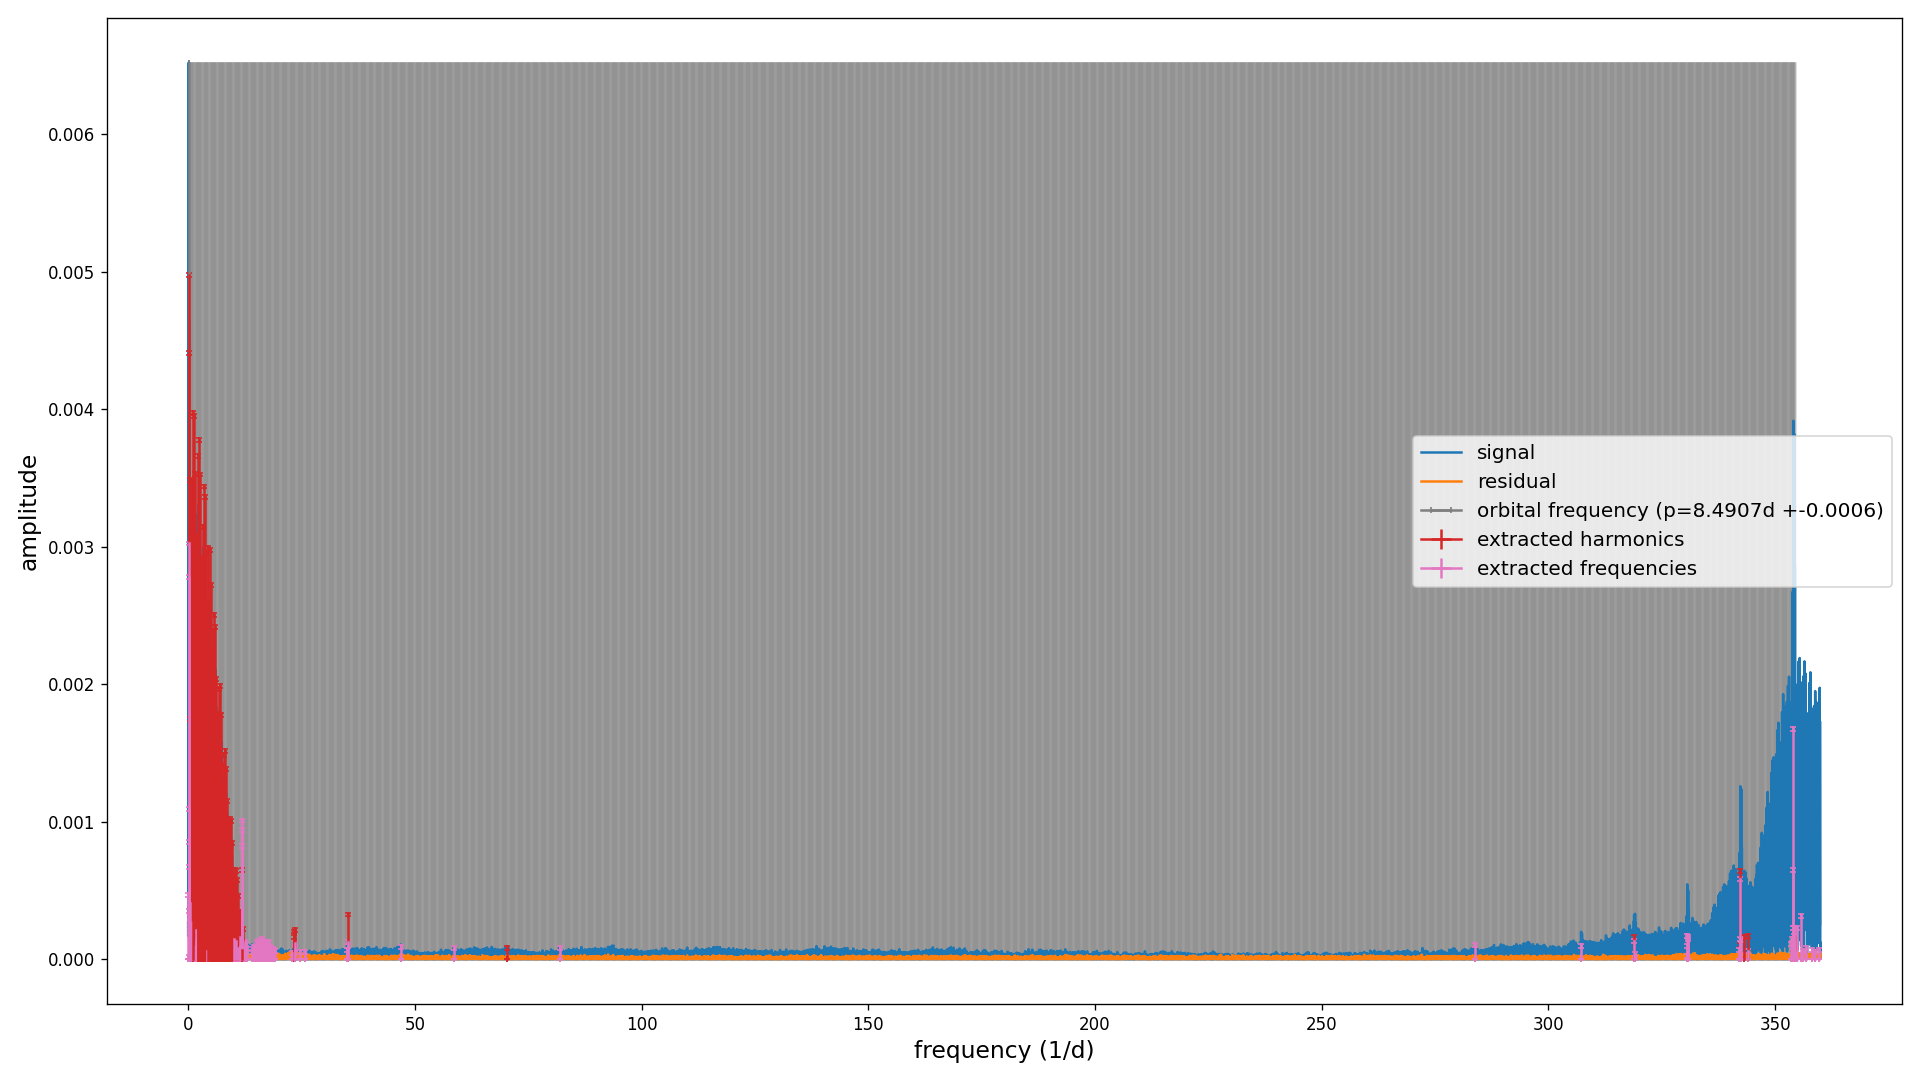 0.006
0.005
0.004
0.003
0.002
0.001
0.000
amplitude
signal
residual
orbital frequency (p=8.4907d +-0.0006)
extracted harmonics
extracted frequencies
0 50 100 150 200 250 300 350
frequency (1/d)